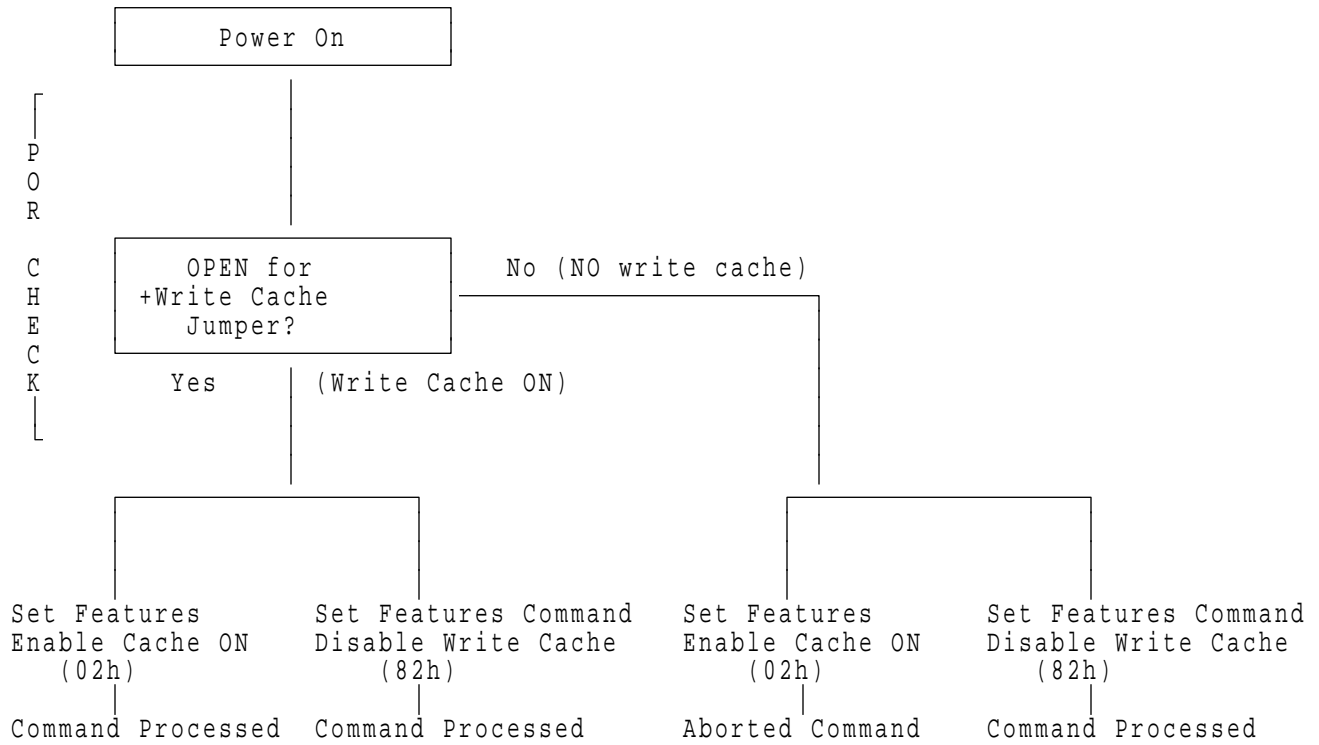 Power On
POR CHECK
OPEN for
+Write Cache
Jumper?
No (NO write cache)
Yes (Write Cache ON)
Set Features
Enable Cache ON
(02h)
Command Processed
Set Features Command
Disable Write Cache
(82h)
Command Processed
Set Features
Enable Cache ON
(02h)
Aborted Command
Set Features Command
Disable Write Cache
(82h)
Command Processed